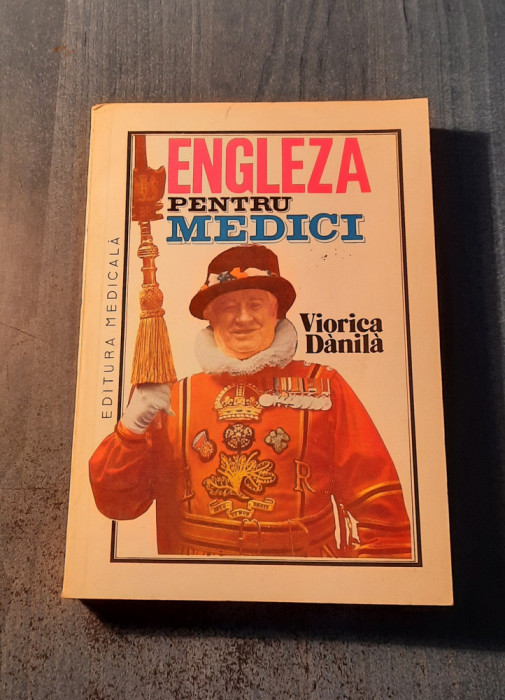 ENGLEZA
PENTRU
MEDICI
Viorica
Dànilà
EDITURA MEDICALĂ
R